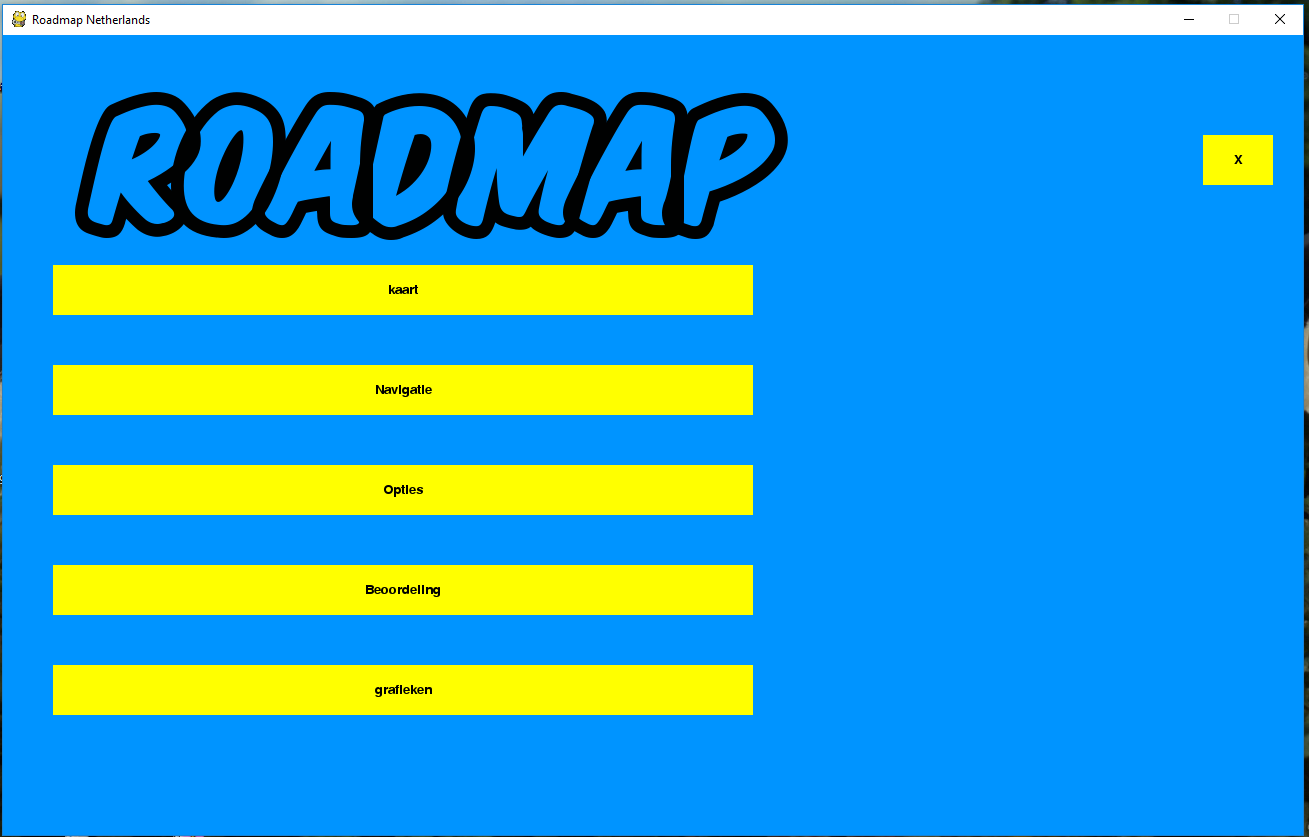 Roadmap Netherlands
ROADMAP
X
kaart
Navigatie
Opties
Beoordeling
grafieken